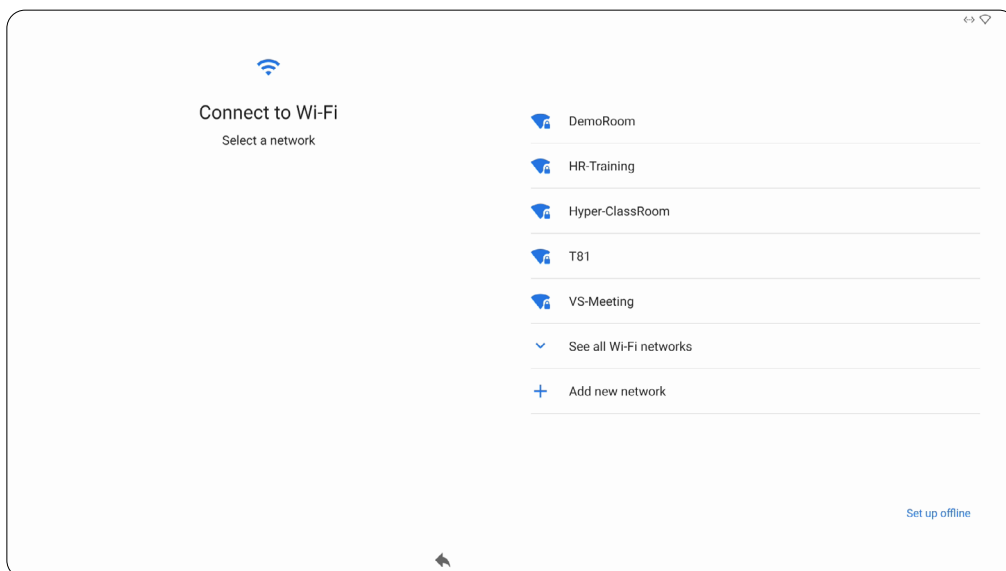 Connect to Wi-Fi
Select a network
DemoRoom
HR-Training
Hyper-ClassRoom
T81
VS-Meeting
See all Wi-Fi networks
Add new network
Set up offline